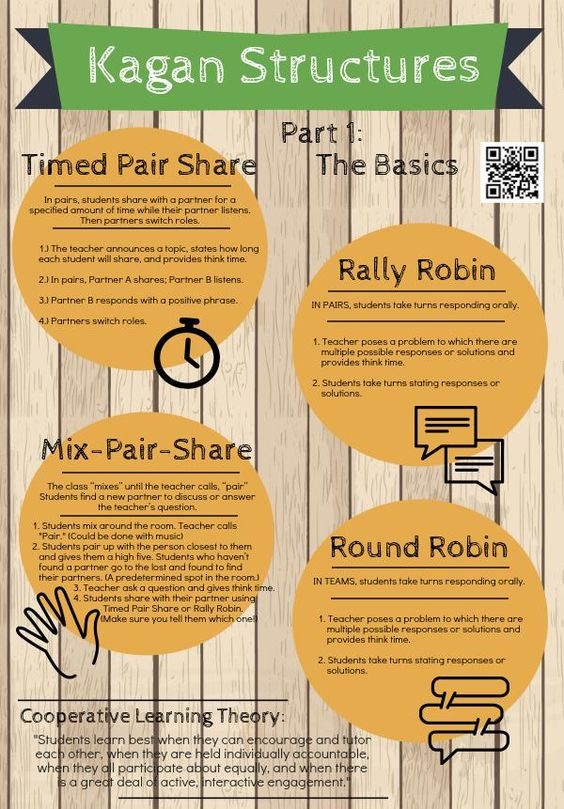 Kagan Structures
Part 1:
The Basics
Timed Pair Share
In pairs, students share with a partner for a
specified amount of time while their partner listens.
Then partners switch roles.
1.) The teacher announces a topic, states how long
each student will share, and provides think time.
2.) In pairs, Partner A shares; Partner B listens.
3.) Partner B responds with a positive phrase.
4.) Partners switch roles.
Rally Robin
IN PAIRS, students take turns responding orally.
1. Teacher poses a problem to which there are
multiple possible responses or solutions and
provides think time.
2. Students take turns stating responses or
solutions.
Mix-Pair-Share
The class "mixes" until the teacher calls, "pair"
Students find a new partner to discuss or answer
the teacher's question.
1. Students mix around the room. Teacher calls
"Pair." (Could be done with music)
2. Students pair up with the person closest to them
and gives them a high five. Students who haven't
found a partner go to the lost and found to find
their partners. (A predetermined spot in the room.)
3. Teacher ask a question and gives think time.
4. Students share with their partner using
Timed Pair Share or Rally Robin.
(Make sure you tell them which one!)
Round Robin
IN TEAMS, students take turns responding orally.
1. Teacher poses a problem to which there are
multiple possible responses or solutions and
provides think time.
2. Students take turns stating responses or
solutions.
Cooperative Learning Theory:
"Students learn best when they can encourage and tutor
each other, when they are held individually accountable,
when they all participate about equally, and when there
is a great deal of active, interactive engagement."